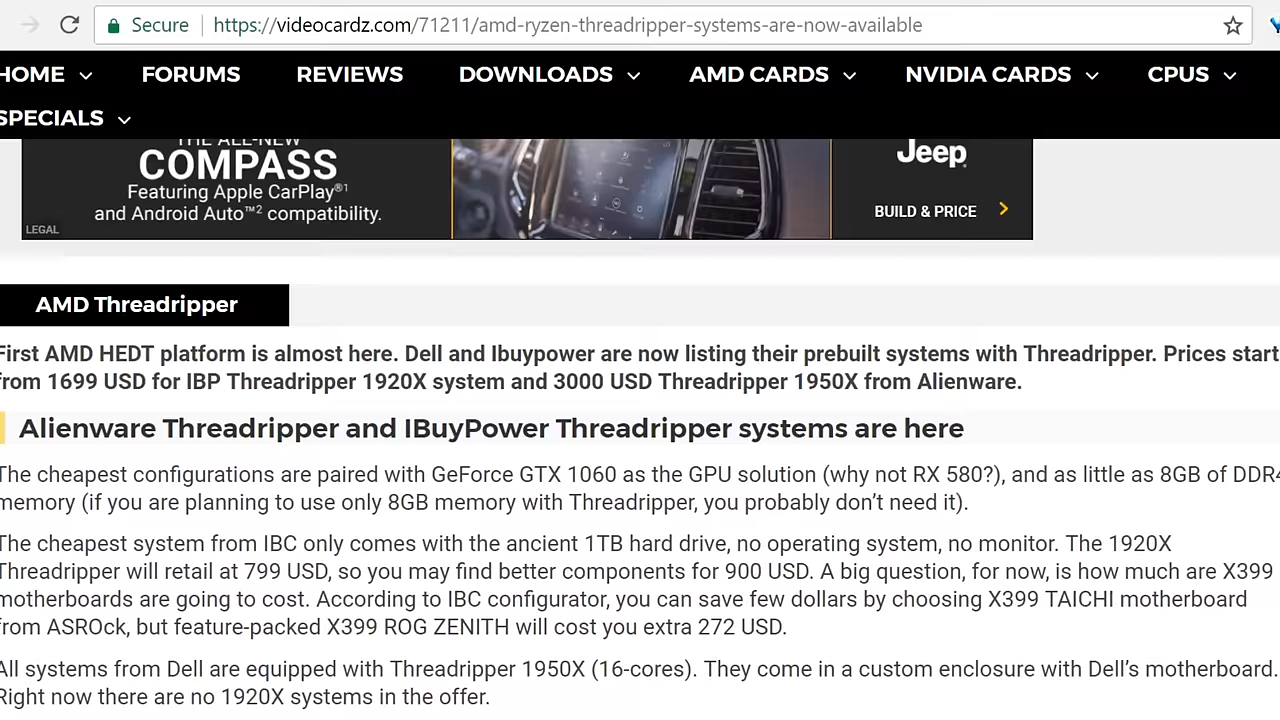 Secure https://videocardz.com/71211/amd-ryzen-threadripper-systems-are-now-available
HOME FORUMS REVIEWS DOWNLOADS AMD CARDS NVIDIA CARDS CPUS
SPECIALS
THE ALL-NEW
COMPASS
Featuring Apple CarPlay®¹
and Android Auto™² compatibility.
LEGAL
Jeep
BUILD & PRICE
AMD Threadripper
First AMD HEDT platform is almost here. Dell and Ibuypower are now listing their prebuilt systems with Threadripper. Prices start
from 1699 USD for IBP Threadripper 1920X system and 3000 USD Threadripper 1950X from Alienware.
Alienware Threadripper and IBuyPower Threadripper systems are here
The cheapest configurations are paired with GeForce GTX 1060 as the GPU solution (why not RX 580?), and as little as 8GB of DDR4
memory (if you are planning to use only 8GB memory with Threadripper, you probably don't need it).
The cheapest system from IBC only comes with the ancient 1TB hard drive, no operating system, no monitor. The 1920X
Threadripper will retail at 799 USD, so you may find better components for 900 USD. A big question, for now, is how much are X399
motherboards are going to cost. According to IBC configurator, you can save few dollars by choosing X399 TAICHI motherboard
from ASROck, but feature-packed X399 ROG ZENITH will cost you extra 272 USD.
All systems from Dell are equipped with Threadripper 1950X (16-cores). They come in a custom enclosure with Dell's motherboard.
Right now there are no 1920X systems in the offer.